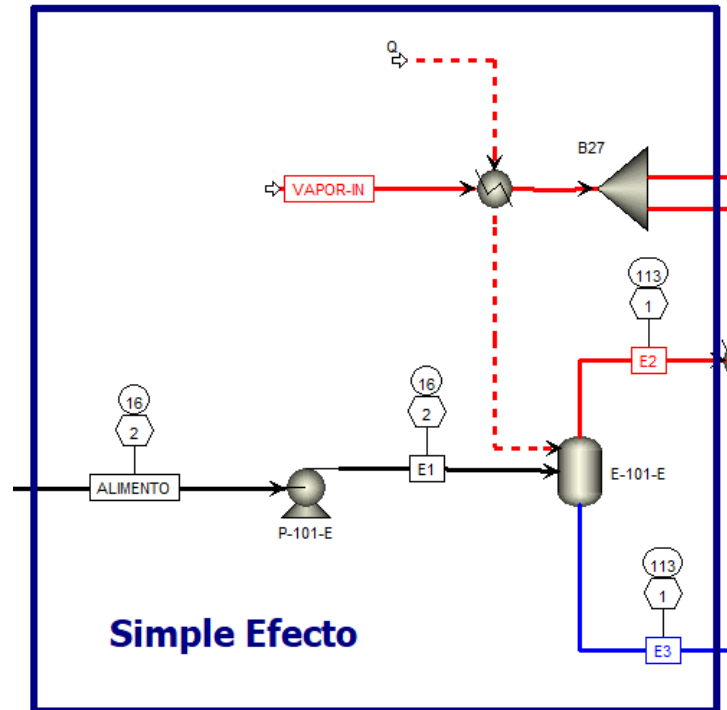 Q
B27
VAPOR-IN
113
1
E2
16
2
ALIMENTO
16
2
E1
P-101-E
E-101-E
113
1
E3
Simple Efecto